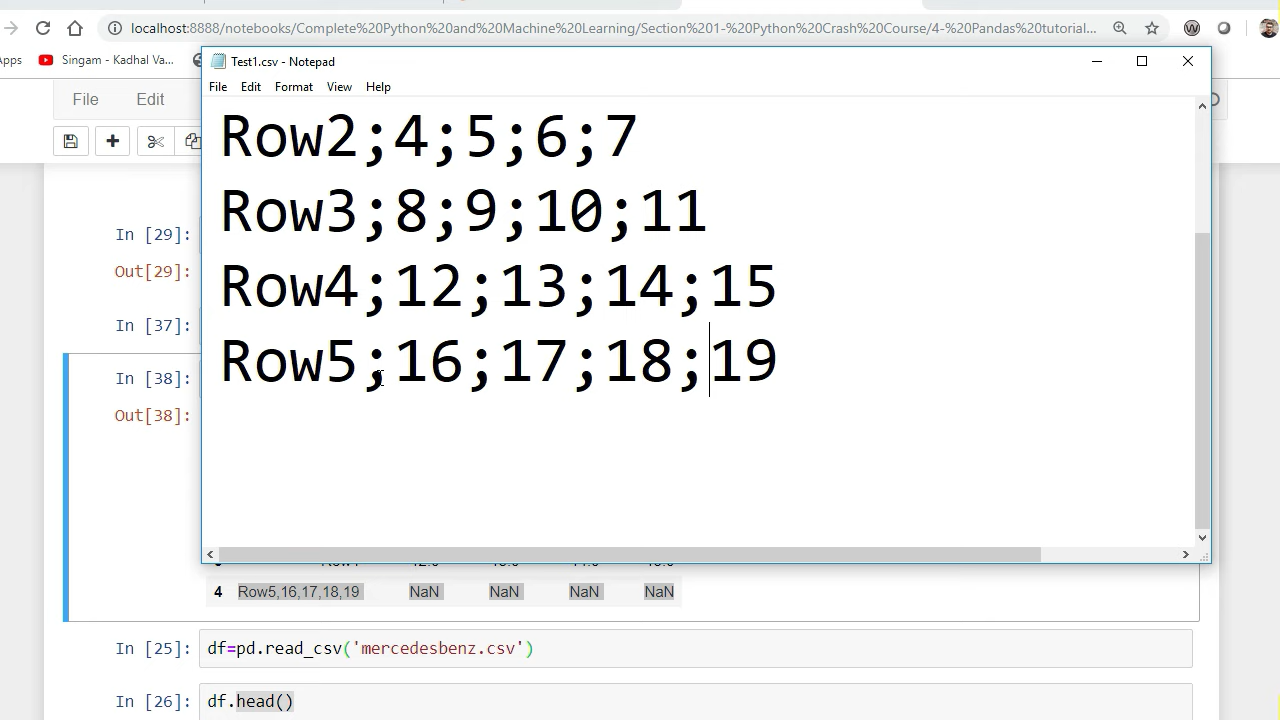 localhost:8888/notebooks/Complete%20Python%20and%20Machine%20Learning/Section%201-%20Python%20Crash%20Course/4-%20Pandas%20tutorial...
Apps
Singam - Kadhal Va...
File Edit
Test1.csv - Notepad
File Edit Format View Help
Row2;4;5;6;7
Row3;8;9;10;11
Row4;12;13;14;15
Row5;16;17;18;19
In [29]:
Out[29]:
In [37]:
In [38]:
Out[38]:
4 Row5,16,17,18,19 NaN NaN NaN NaN
In [25]: df=pd.read_csv('mercedesbenz.csv')
In [26]: df.head()